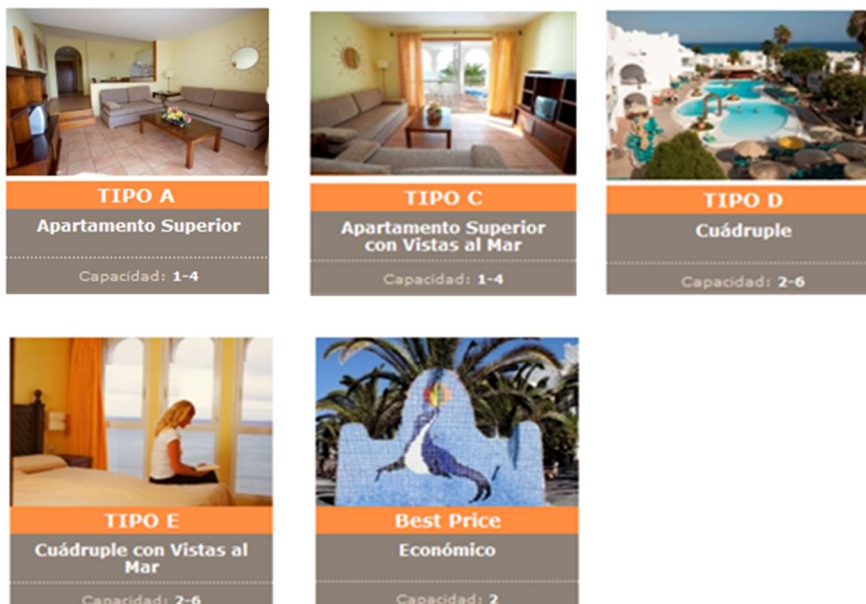 TIPO A
Apartamento Superior
Capacidad: 1-4
TIPO C
Apartamento Superior
con Vistas al Mar
Capacidad: 1-4
TIPO D
Cuádruple
Capacidad: 2-6
TIPO E
Cuádruple con Vistas al
Mar
Capacidad: 2-6
Best Price
Económico
Capacidad: 2